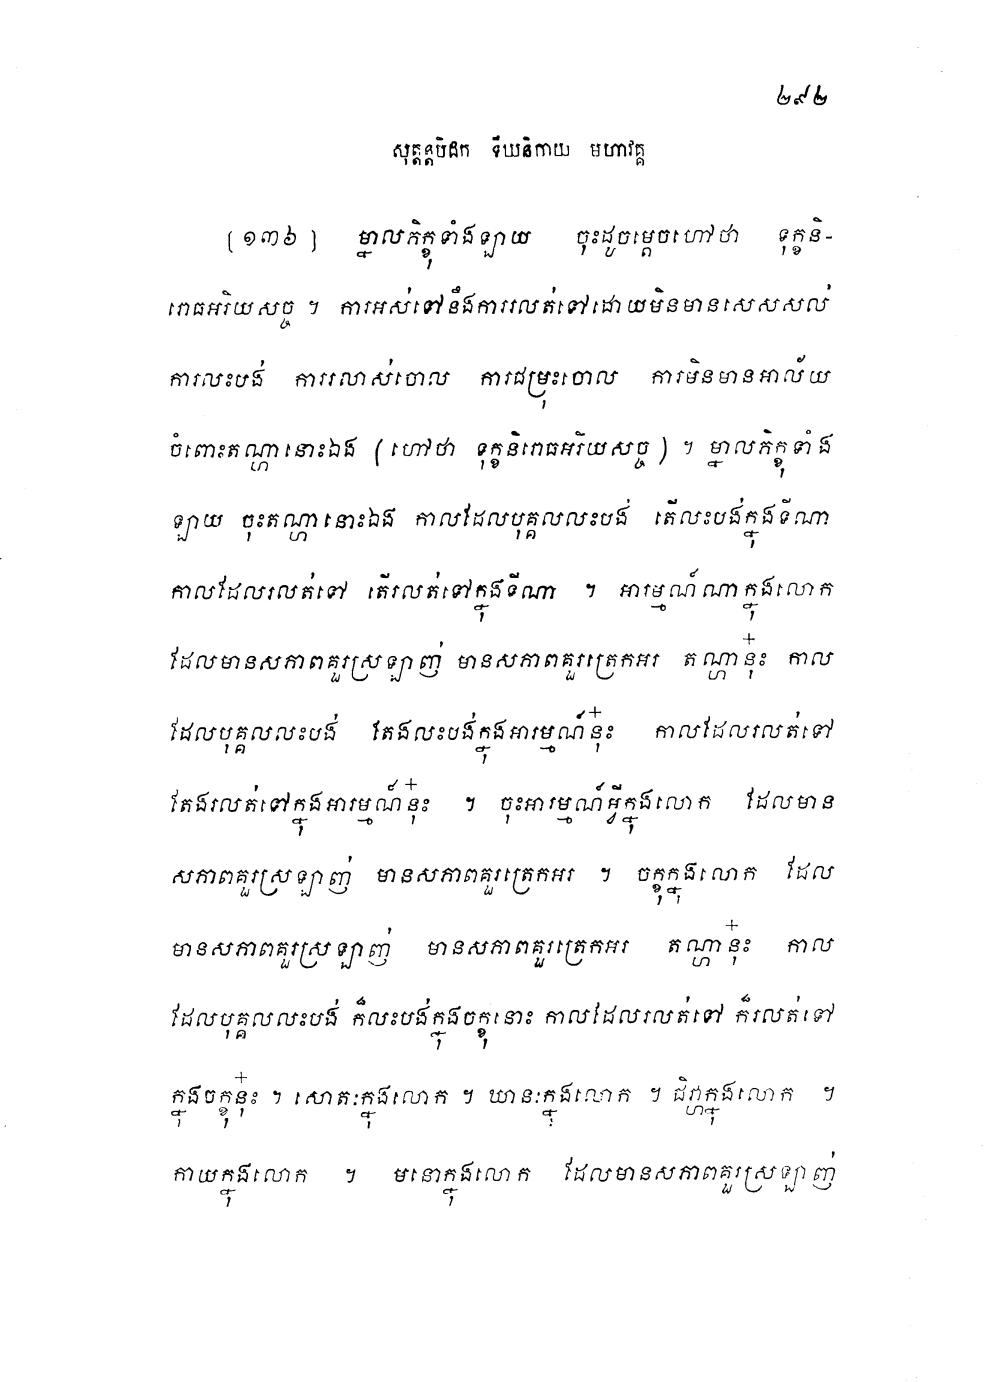 ២៩២
សុត្តន្តបិដក ទីឃនិកាយ មហាវគ្គ
(១៣៦) ម្នាលភិក្ខុទាំងឡាយ ចុះដូចម្តេចហៅថា ទុក្ខនិ-
រោធអរិយសច្ច ។ ការអស់ទៅនឹងការរលត់ទៅដោយមិនមានសេសសល់
ការលះបង់ ការរលាស់ចោល ការជម្រុះចោល ការមិនមានអាល័យ
ចំពោះតណ្ហានោះឯង (ហៅថា ទុក្ខនិរោធអរិយសច្ច) ។ ម្នាលភិក្ខុទាំង
ឡាយ ចុះតណ្ហានោះឯង កាលដែលបុគ្គលលះបង់ តើលះបង់ក្នុងទីណា
កាលដែលរលត់ទៅ តើរលត់ទៅក្នុងទីណា ។ អារម្មណ៍ណាក្នុងលោក
ដែលមានសភាពគួរស្រឡាញ់ មានសភាពគួរត្រេកអរ តណ្ហានុ៎ះ កាល
ដែលបុគ្គលលះបង់ តែងលះបង់ក្នុងអារម្មណ៍នុ៎ះ កាលដែលរលត់ទៅ
តែងរលត់ទៅក្នុងអារម្មណ៍នុ៎ះ ។ ចុះអារម្មណ៍អ្វីក្នុងលោក ដែលមាន
សភាពគួរស្រឡាញ់ មានសភាពគួរត្រេកអរ ។ ចក្ខុក្នុងលោក ដែល
មានសភាពគួរស្រឡាញ់ មានសភាពគួរត្រេកអរ តណ្ហានុ៎ះ កាល
ដែលបុគ្គលលះបង់ ក៏លះបង់ក្នុងចក្ខុនោះ កាលដែលរលត់ទៅ ក៏រលត់ទៅ
ក្នុងចក្ខុនុ៎ះ ។ សោតៈក្នុងលោក ។ ឃានៈក្នុងលោក ។ ជិវ្ហាក្នុងលោក ។
កាយក្នុងលោក ។ មនោក្នុងលោក ដែលមានសភាពគួរស្រឡាញ់